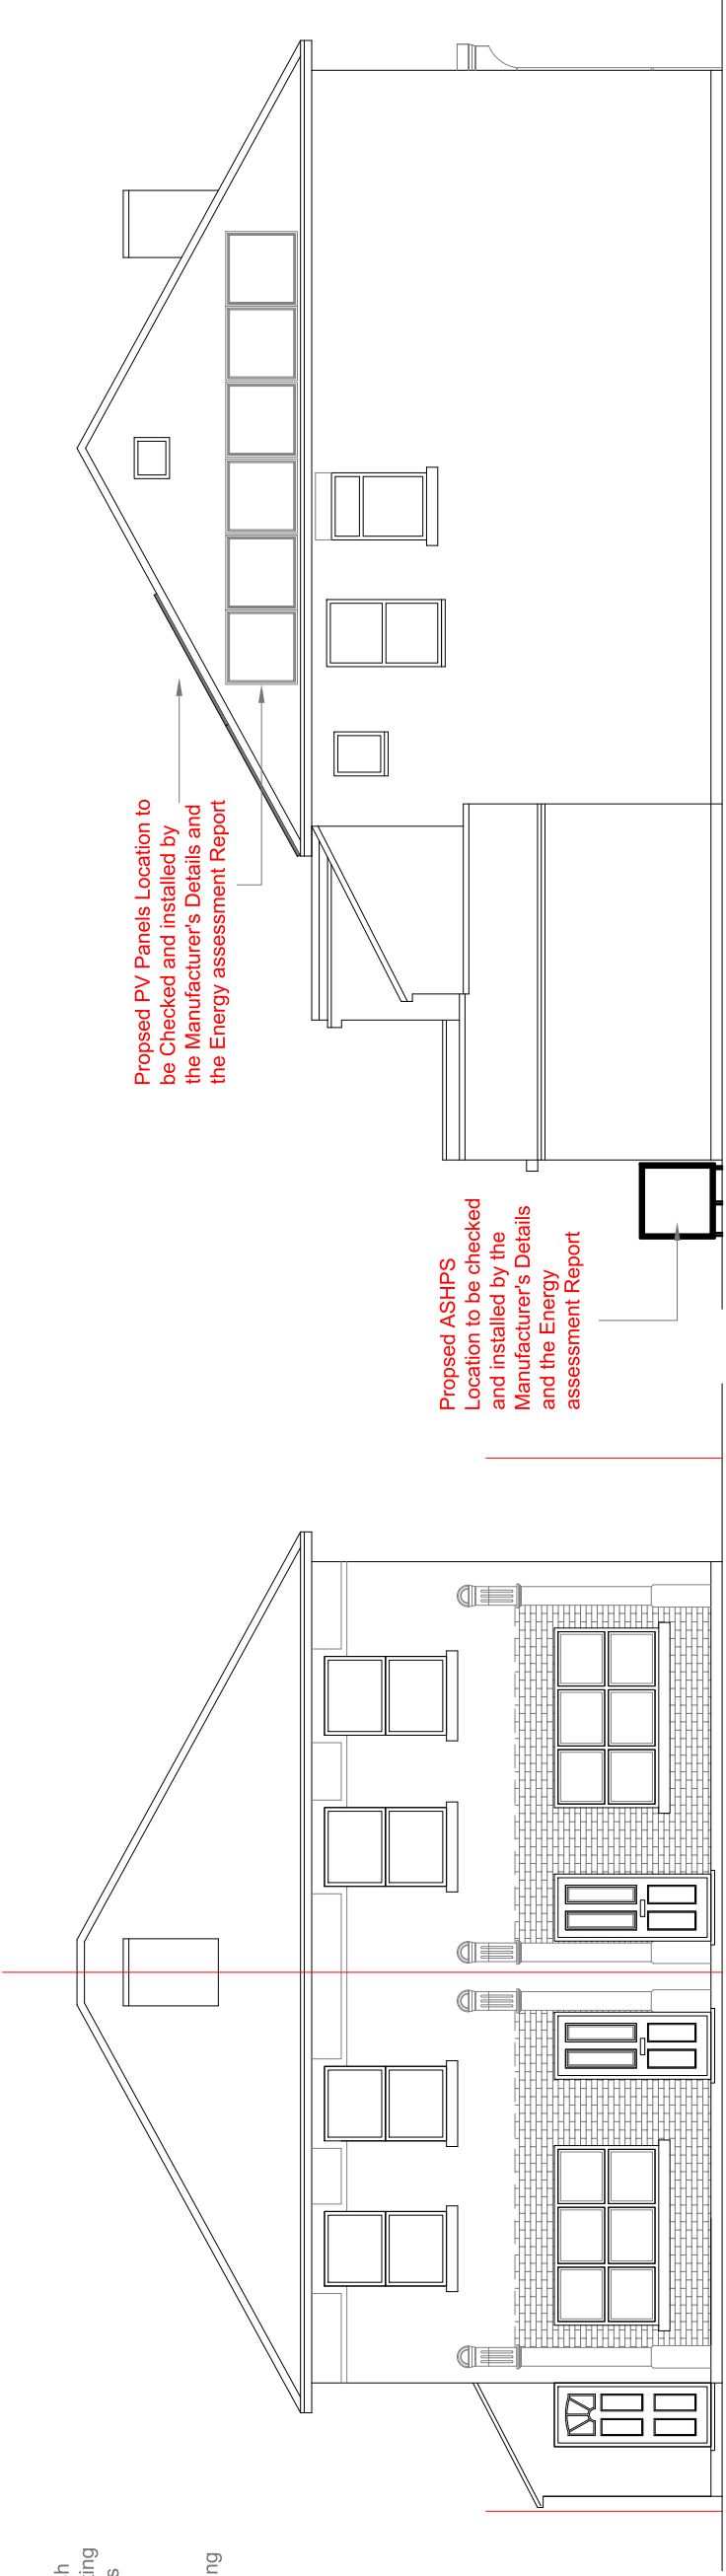 Propsed PV Panels Location to
be Checked and installed by
the Manufacturer's Details and
the Energy assessment Report
Propsed ASHPS
Location to be checked
and installed by the
Manufacturer's Details
and the Energy
assessment Report